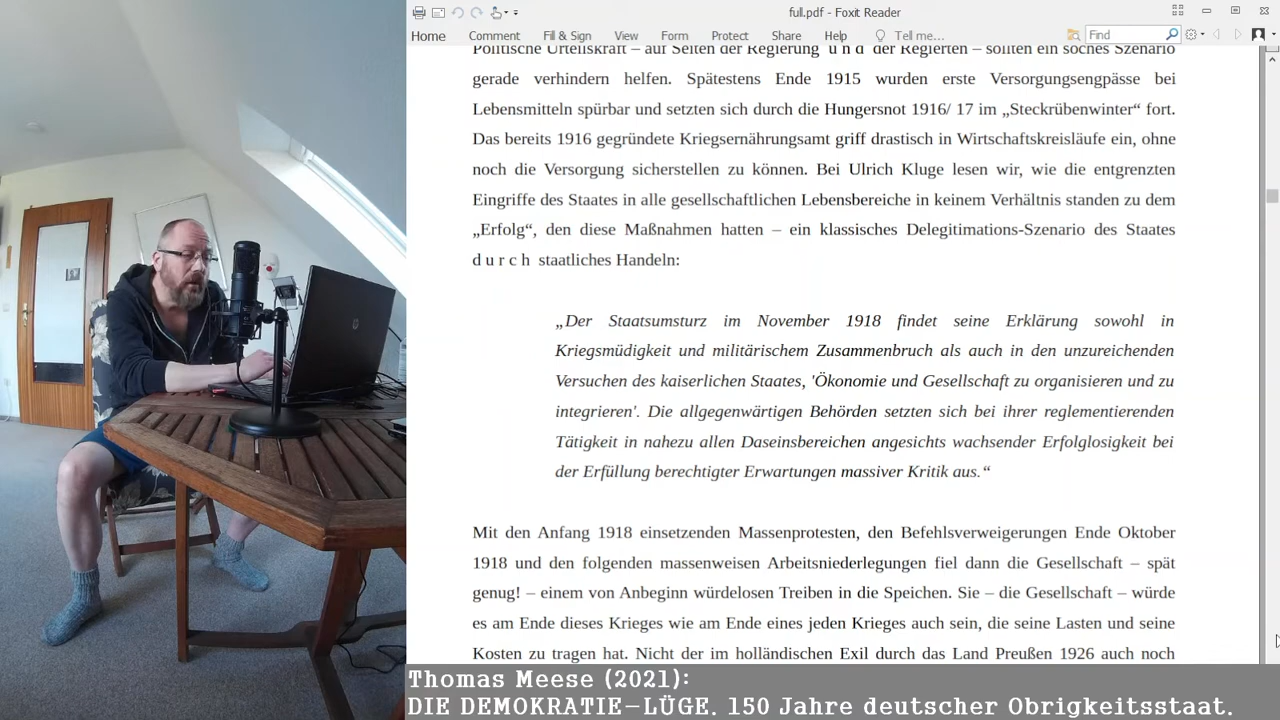 full.pdf - Foxit Reader
Home Comment Fill & Sign View Form Protect Share Help Tell me... Find
Politische Urteilskraft – auf Seiten der Regierung u n d der Regierten – sollten ein soches Szenario
gerade verhindern helfen. Spätestens Ende 1915 wurden erste Versorgungsengpässe bei
Lebensmitteln spürbar und setzten sich durch die Hungersnot 1916/ 17 im „Steckrübenwinter“ fort.
Das bereits 1916 gegründete Kriegsernährungsamt griff drastisch in Wirtschaftskreisläufe ein, ohne
noch die Versorgung sicherstellen zu können. Bei Ulrich Kluge lesen wir, wie die entgrenzten
Eingriffe des Staates in alle gesellschaftlichen Lebensbereiche in keinem Verhältnis standen zu dem
„Erfolg“, den diese Maßnahmen hatten – ein klassisches Delegitimations-Szenario des Staates
d u r c h staatliches Handeln:
„Der Staatsumsturz im November 1918 findet seine Erklärung sowohl in
Kriegsmüdigkeit und militärischem Zusammenbruch als auch in den unzureichenden
Versuchen des kaiserlichen Staates, 'Ökonomie und Gesellschaft zu organisieren und zu
integrieren'. Die allgegenwärtigen Behörden setzten sich bei ihrer reglementierenden
Tätigkeit in nahezu allen Daseinsbereichen angesichts wachsender Erfolglosigkeit bei
der Erfüllung berechtigter Erwartungen massiver Kritik aus.“
Mit den Anfang 1918 einsetzenden Massenprotesten, den Befehlsverweigerungen Ende Oktober
1918 und den folgenden massenweisen Arbeitsniederlegungen fiel dann die Gesellschaft – spät
genug! – einem von Anbeginn würdelosen Treiben in die Speichen. Sie – die Gesellschaft – würde
es am Ende dieses Krieges wie am Ende eines jeden Krieges auch sein, die seine Lasten und seine
Kosten zu tragen hat. Nicht der im holländischen Exil durch das Land Preußen 1926 auch noch
Thomas Meese (2021):
DIE DEMOKRATIE-LÜGE. 150 Jahre deutscher Obrigkeitsstaat.